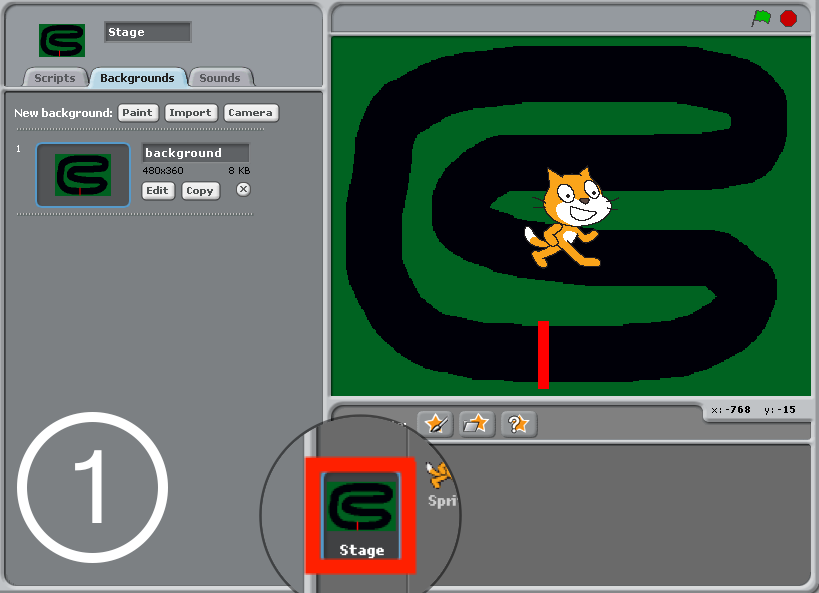 Stage
Scripts
Backgrounds
Sounds
New background: Paint Import Camera
1
background
480x360 8 KB
Edit Copy
x: -768 y: -15
1
Spri
Stage